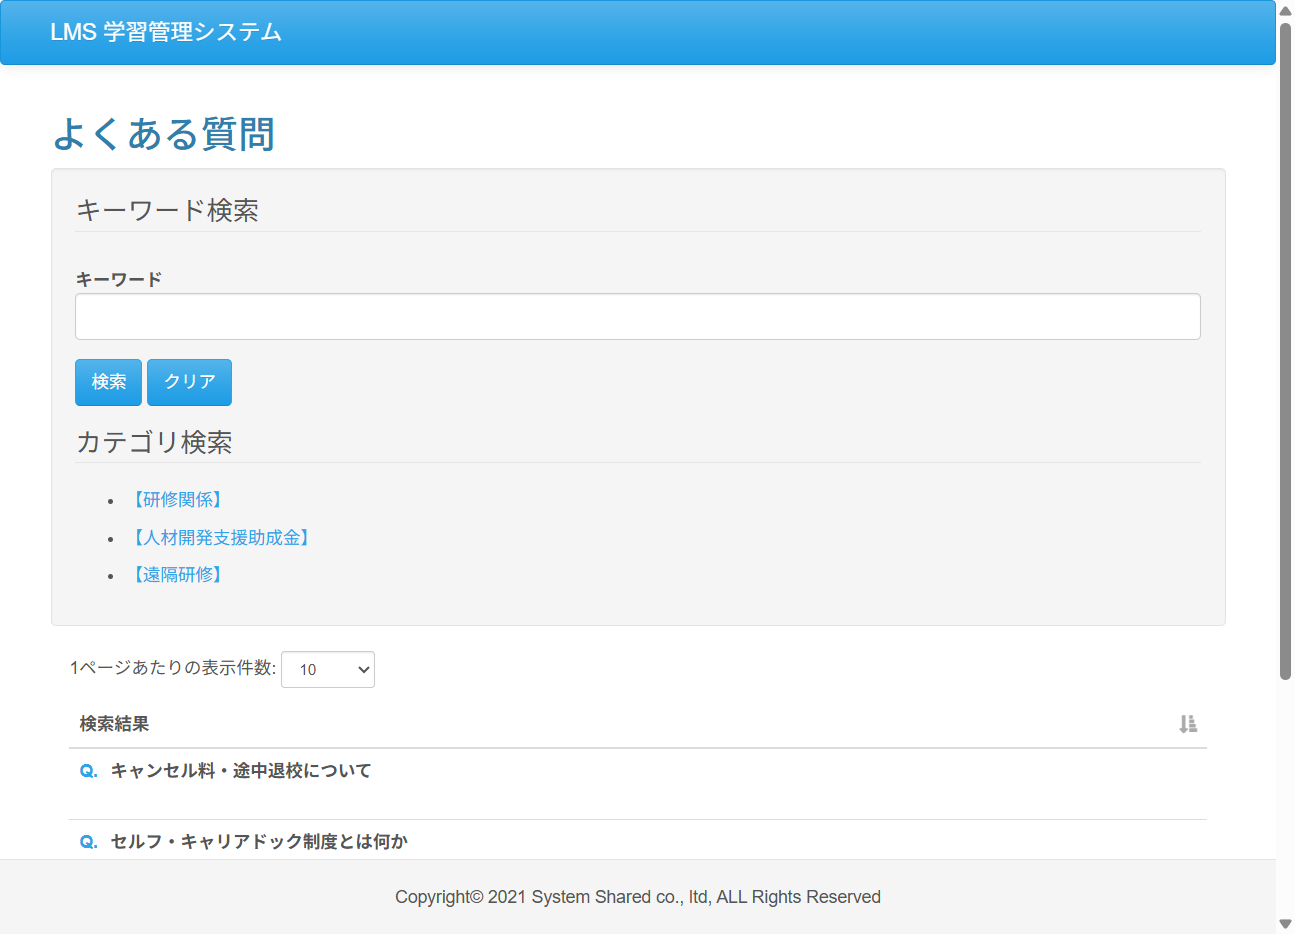 LMS 学習管理システム
よくある質問
キーワード検索
キーワード
検索 クリア
カテゴリ検索
• 【研修関係】
• 【人材開発支援助成金】
• 【遠隔研修】
1ページあたりの表示件数: 10
検索結果
Q. キャンセル料・途中退校について
Q. セルフ・キャリアドック制度とは何か
Copyright© 2021 System Shared co., ltd, ALL Rights Reserved